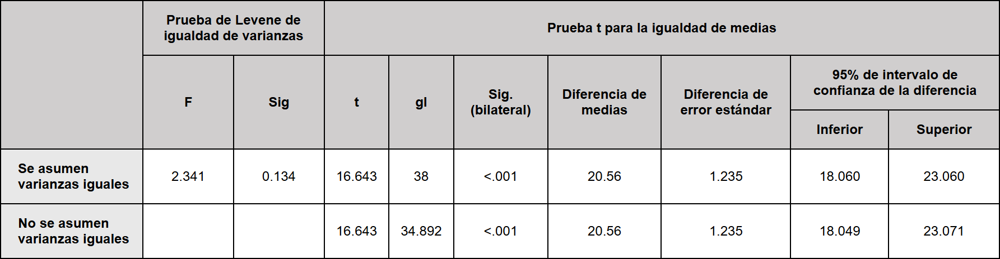 Prueba de Levene de
igualdad de varianzas
Prueba t para la igualdad de medias
F
Sig
t
gl
Sig.
(bilateral)
Diferencia de
medias
Diferencia de
error estándar
95% de intervalo de
confianza de la diferencia
Inferior
Superior
Se asumen
varianzas iguales
2.341
0.134
16.643
38
<.001
20.56
1.235
18.060
23.060
No se asumen
varianzas iguales
16.643
34.892
<.001
20.56
1.235
18.049
23.071